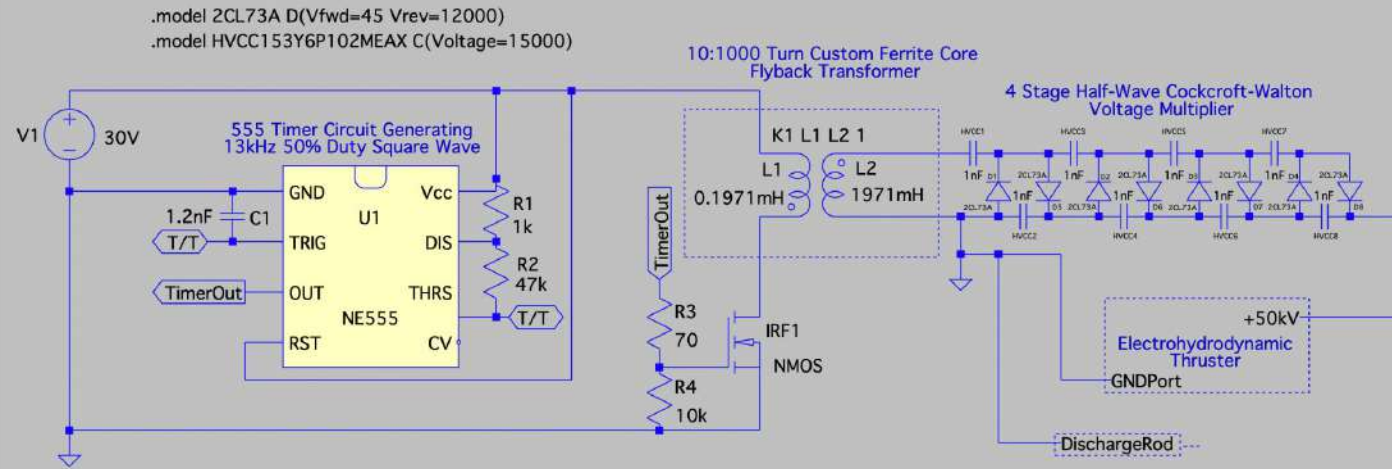 .model 2CL73A D(Vfwd=45 Vrev=12000)
.model HVCC153Y6P102MEAX C(Voltage=15000)
10:1000 Turn Custom Ferrite Core
Flyback Transformer
4 Stage Half-Wave Cockcroft-Walton
Voltage Multiplier
V1
30V
555 Timer Circuit Generating
13kHz 50% Duty Square Wave
GND
Vcc
U1
TRIG
DIS
OUT
THRS
NE555
RST
CV
1.2nF
C1
T/T
TimerOut
R1
1k
R2
47k
T/T
TimerOut
R3
70
R4
10k
IRF1
NMOS
K1 L1 L2 1
L1
0.1971mH
L2
1971mH
HVCC1
HVCC3
HVCC5
HVCC7
1nF
1nF
1nF
1nF
D1
2CL73A
D2
2CL73A
D3
2CL73A
D4
2CL73A
2CL73A
D5
2CL73A
D6
2CL73A
D7
2CL73A
D8
1nF
1nF
1nF
1nF
HVCC2
HVCC4
HVCC6
HVCC8
+50kV
Electrohydrodynamic
Thruster
GNDPort
DischargeRod